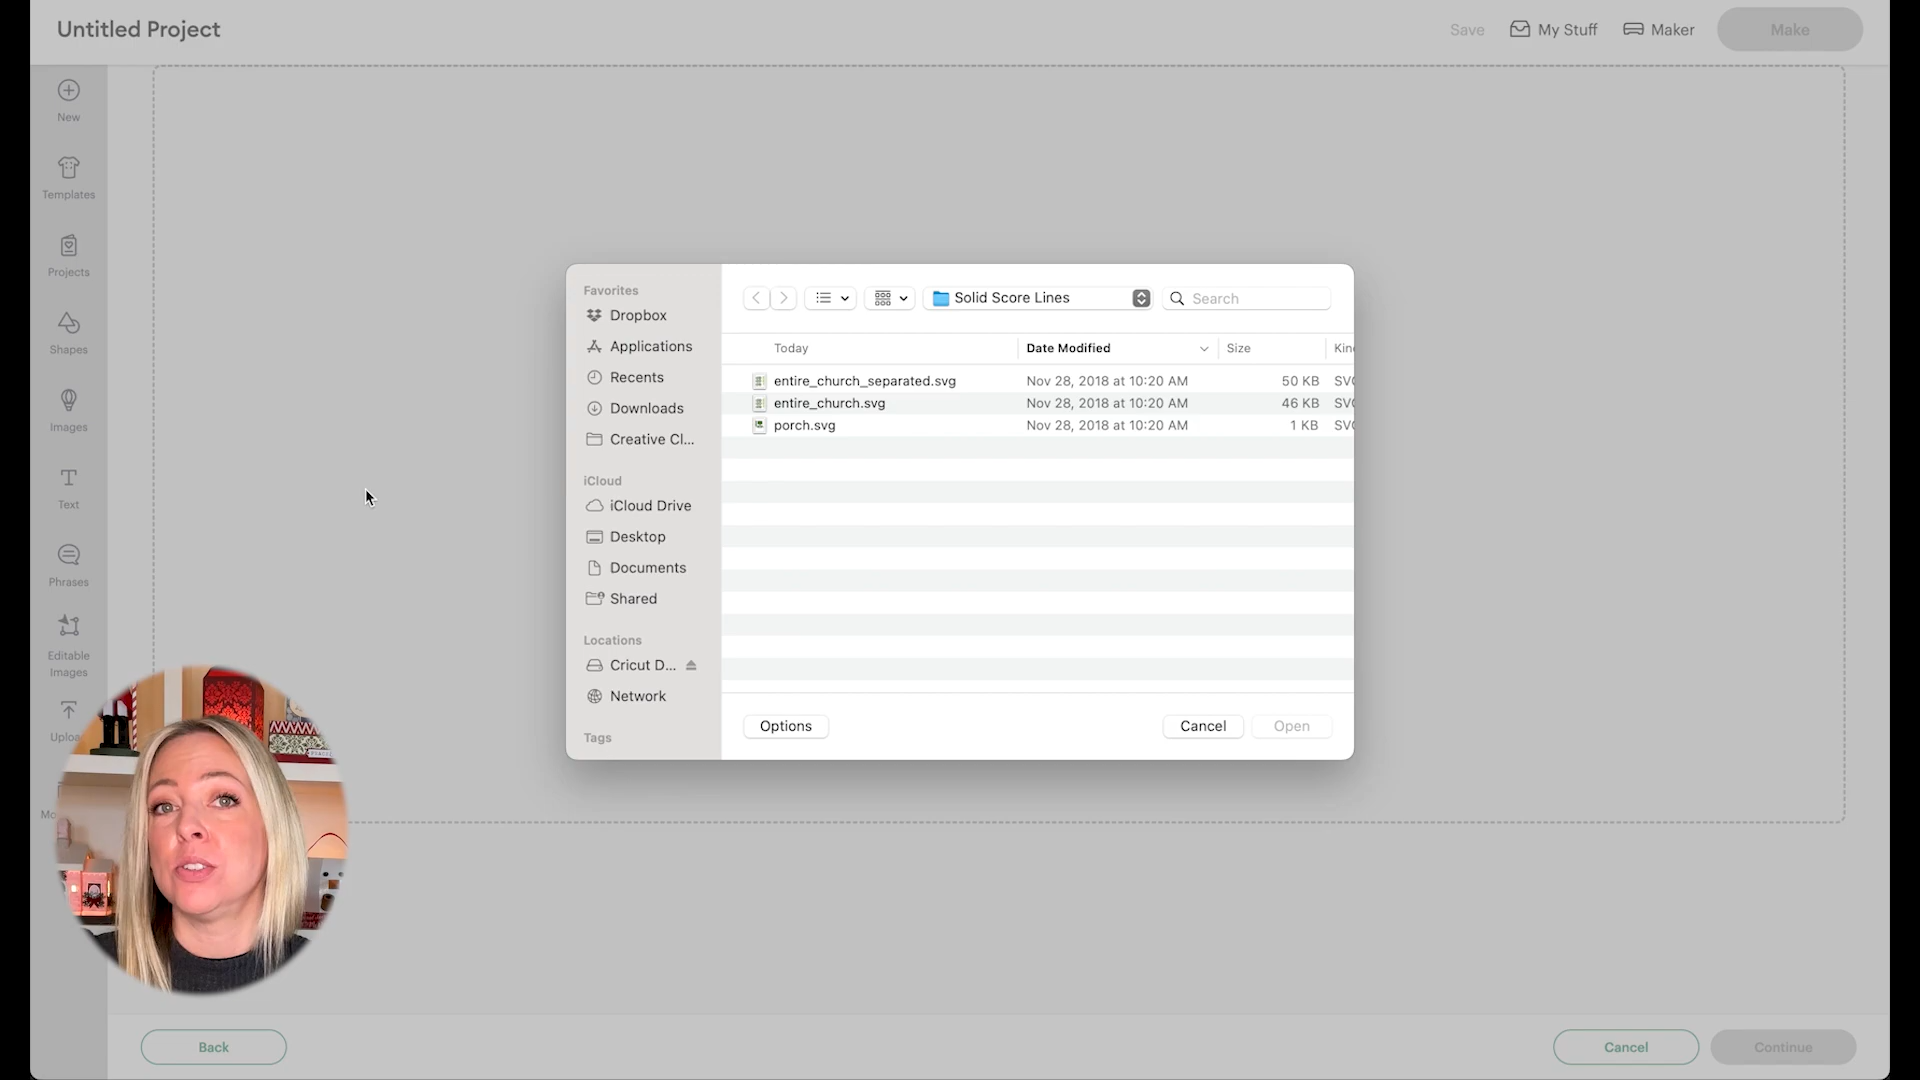 Untitled Project
Save
My Stuff
Maker
Make
New
Templates
Projects
Shapes
Images
Text
Phrases
Editable
Images
Favorites
Dropbox
Applications
Recents
Downloads
Creative Cl...
iCloud
iCloud Drive
Desktop
Documents
Shared
Locations
Cricut D...
Network
Tags
Solid Score Lines
Search
Today
Date Modified
Size
entire_church_separated.svg Nov 28, 2018 at 10:20 AM 50 KB
entire_church.svg Nov 28, 2018 at 10:20 AM 46 KB
porch.svg Nov 28, 2018 at 10:20 AM 1 KB
Options
Cancel
Open
Back
Cancel
Continue